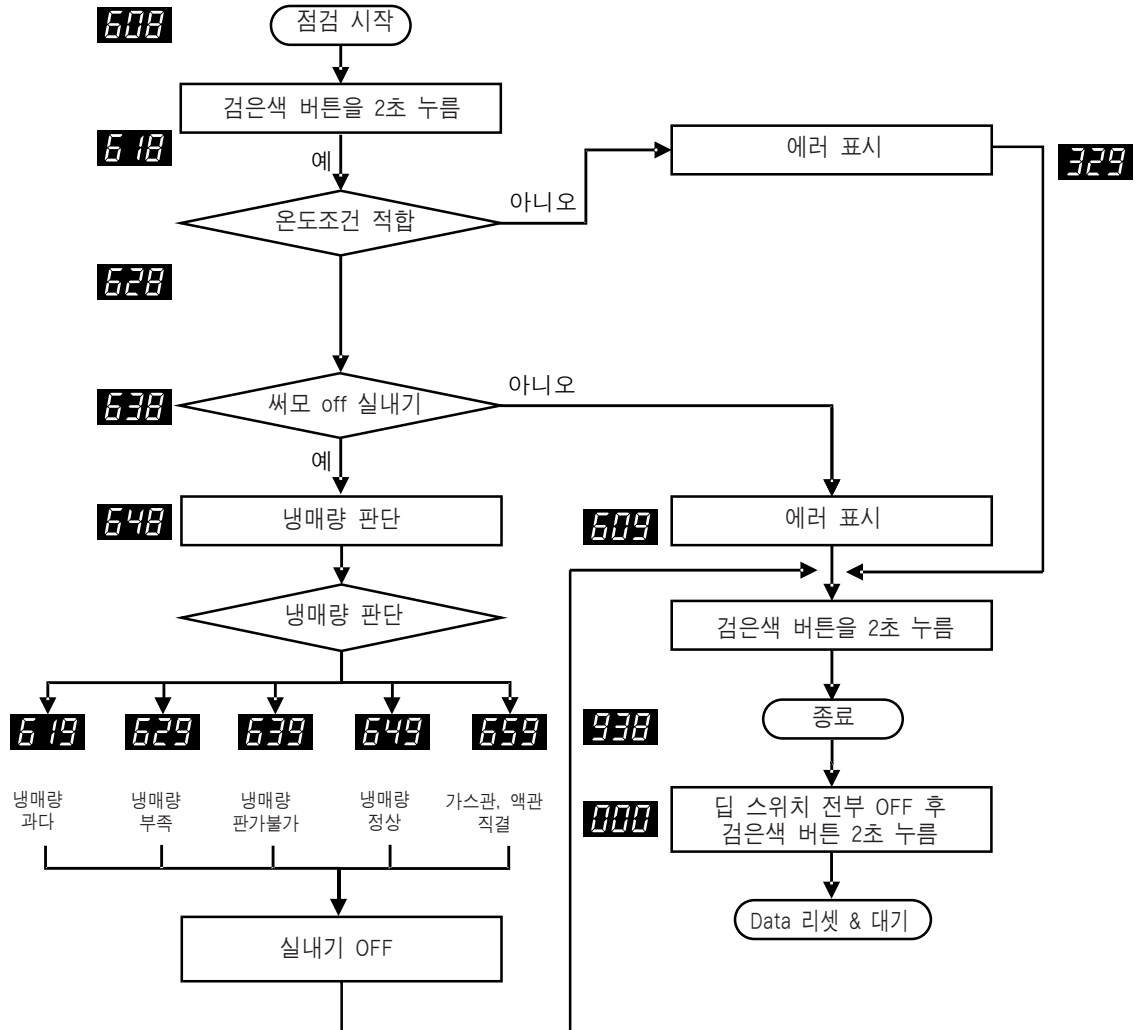 608
점검 시작
검은색 버튼을 2초 누름
618
예
에러 표시
329
아니오
온도조건 적합
628
아니오
638
써모 off 실내기
예
648
냉매량 판단
609
에러 표시
냉매량 판단
검은색 버튼을 2초 누름
619
629
639
649
659
938
종료
냉매량
과다
냉매량
부족
냉매량
판가불가
냉매량
정상
가스관, 액관
직결
000
딥 스위치 전부 OFF 후
검은색 버튼 2초 누름
Data 리셋 & 대기
실내기 OFF